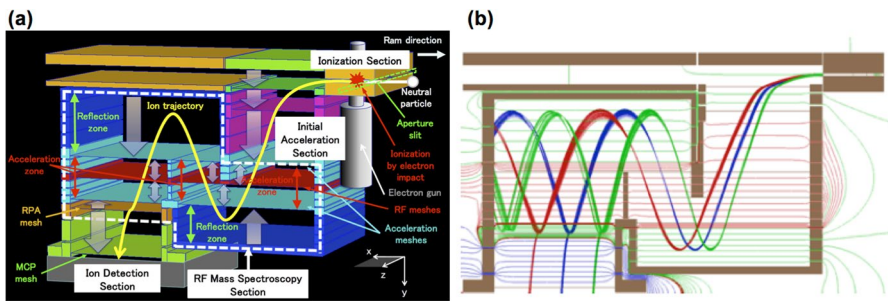 (a)
(b)
Ram direction
Ionization Section
Neutral
particle
Ion trajectory
Reflection
zone
Aperture
slit
Initial
Acceleration
Section
Ionization
by electron
impact
Acceleration
zone
Acceleration
zone
Electron gun
RPA
mesh
Reflection
zone
RF meshes
Acceleration
meshes
MCP
mesh
Ion Detection
Section
RF Mass Spectroscopy
Section
x
z
y